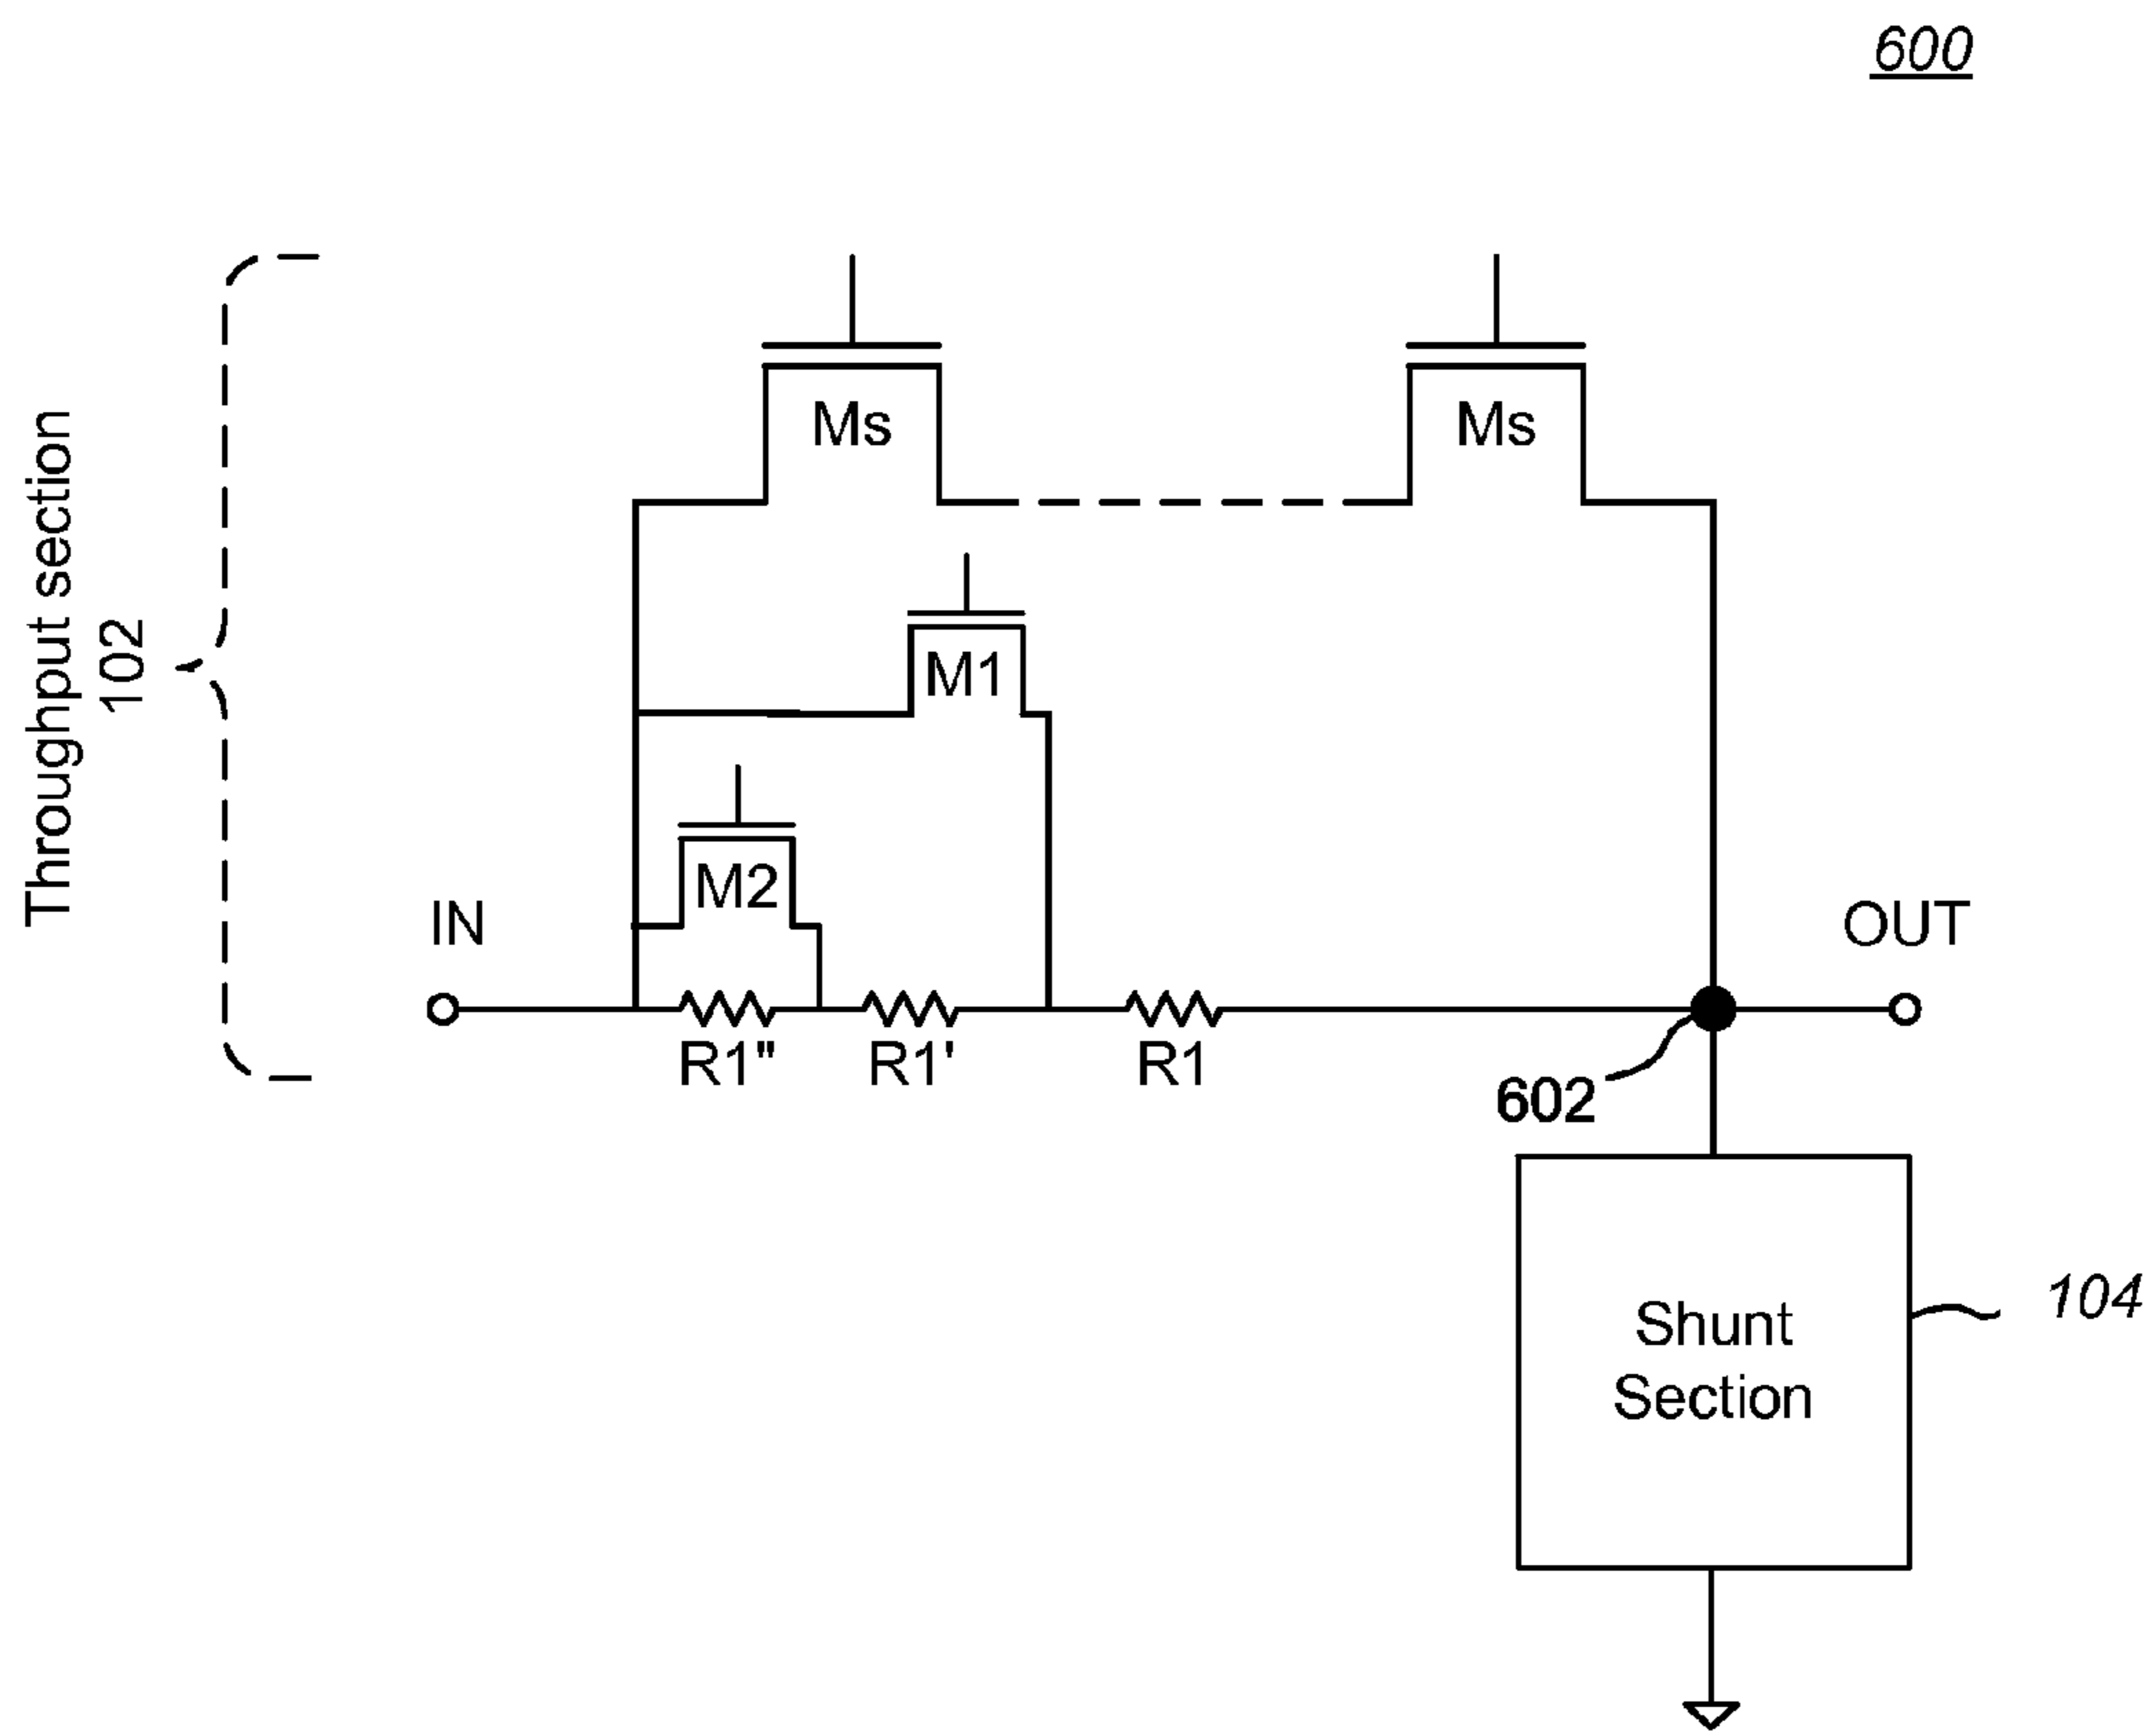 600
Throughput section
102
Ms
Ms
M1
M2
IN
OUT
R1"
R1'
R1
602
Shunt
Section
104